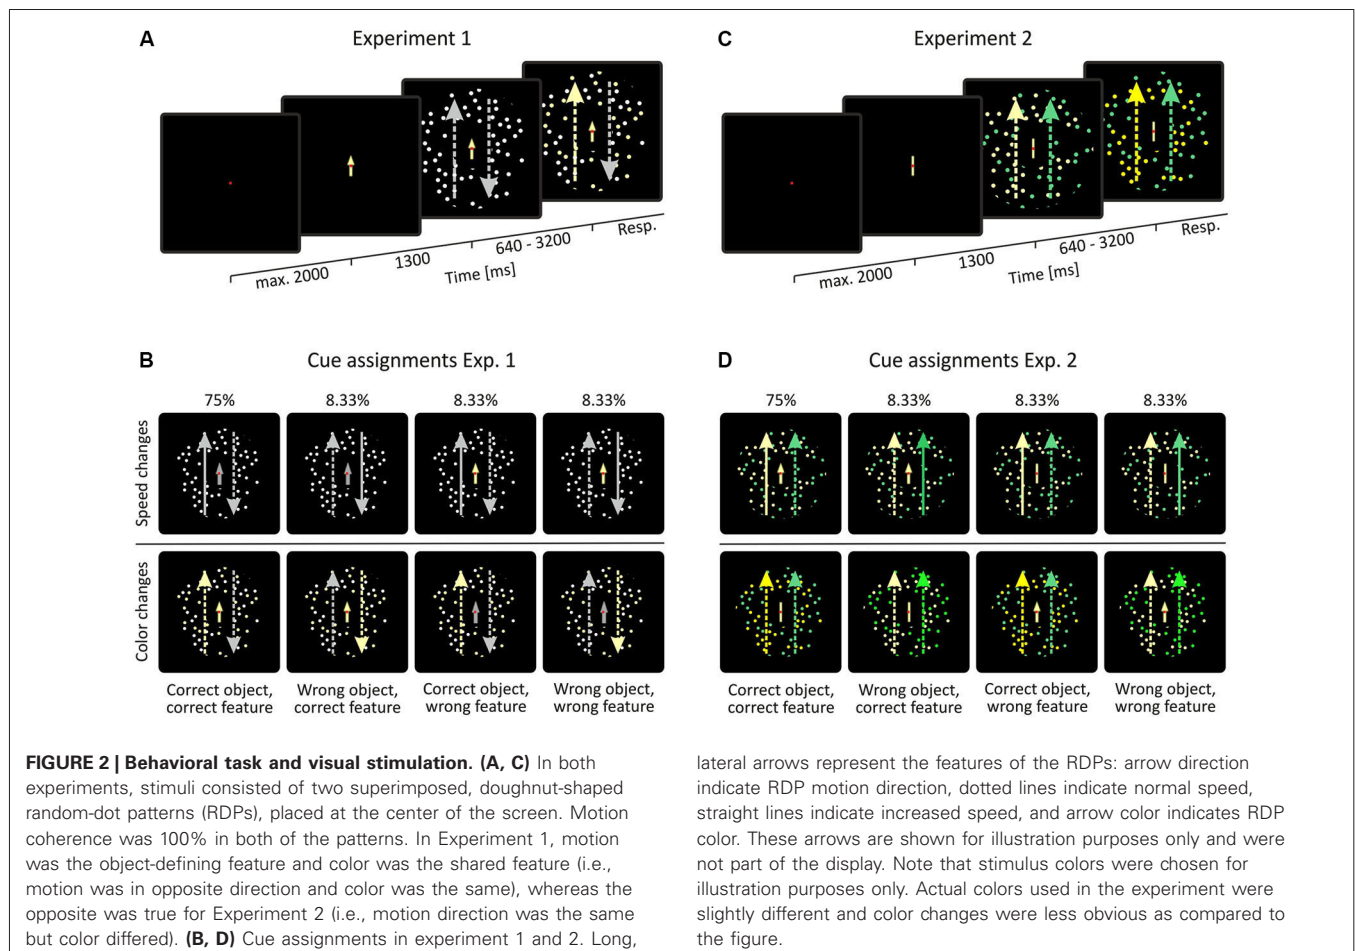 A
Experiment 1
max. 2000
1300
640 - 3200
Resp.
Time [ms]
C
Experiment 2
max. 2000
1300
640 - 3200
Resp.
Time [ms]
B
Cue assignments Exp. 1
75%
8.33%
8.33%
8.33%
Speed changes
Color changes
Correct object,
correct feature
Wrong object,
correct feature
Correct object,
wrong feature
Wrong object,
wrong feature
D
Cue assignments Exp. 2
75%
8.33%
8.33%
8.33%
Correct object,
correct feature
Wrong object,
correct feature
Correct object,
wrong feature
Wrong object,
wrong feature
FIGURE 2 | Behavioral task and visual stimulation. (A, C) In both
experiments, stimuli consisted of two superimposed, doughnut-shaped
random-dot patterns (RDPs), placed at the center of the screen. Motion
coherence was 100% in both of the patterns. In Experiment 1, motion
was the object-defining feature and color was the shared feature (i.e.,
motion was in opposite direction and color was the same), whereas the
opposite was true for Experiment 2 (i.e., motion direction was the same
but color differed). (B, D) Cue assignments in experiment 1 and 2. Long,
lateral arrows represent the features of the RDPs: arrow direction
indicate RDP motion direction, dotted lines indicate normal speed,
straight lines indicate increased speed, and arrow color indicates RDP
color. These arrows are shown for illustration purposes only and were
not part of the display. Note that stimulus colors were chosen for
illustration purposes only. Actual colors used in the experiment were
slightly different and color changes were less obvious as compared to
the figure.